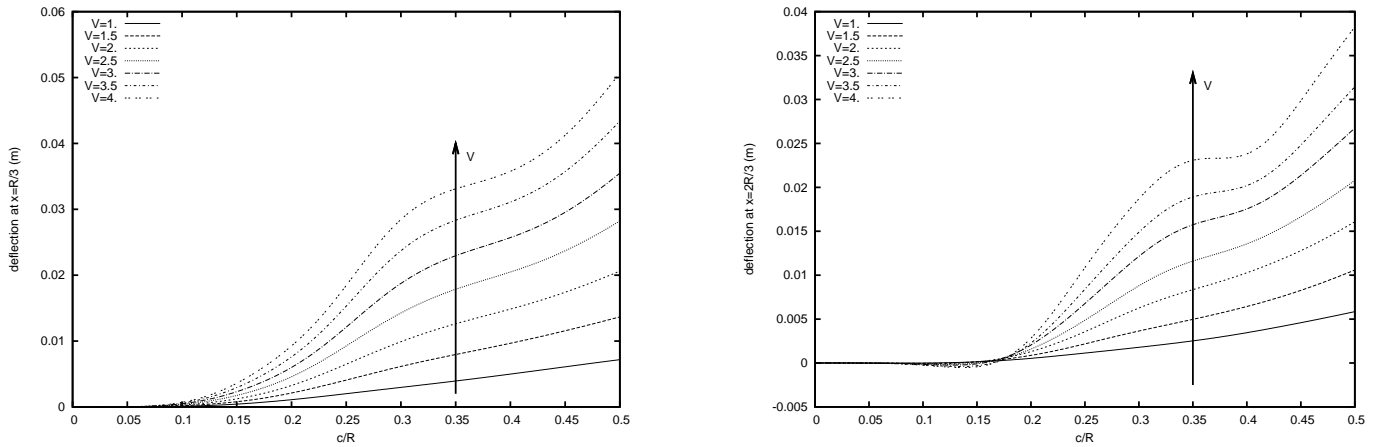 0.06
0.05
0.04
0.03
0.02
0.01
0
0 0.05 0.1 0.15 0.2 0.25 0.3 0.35 0.4 0.45 0.5
deflection at x=R/3 (m)
c/R
V=1.
V=1.5
V=2.
V=2.5
V=3.
V=3.5
V=4.
V
0.04
0.035
0.03
0.025
0.02
0.015
0.01
0.005
0
-0.005
0 0.05 0.1 0.15 0.2 0.25 0.3 0.35 0.4 0.45 0.5
deflection at x=2R/3 (m)
c/R
V=1.
V=1.5
V=2.
V=2.5
V=3.
V=3.5
V=4.
V